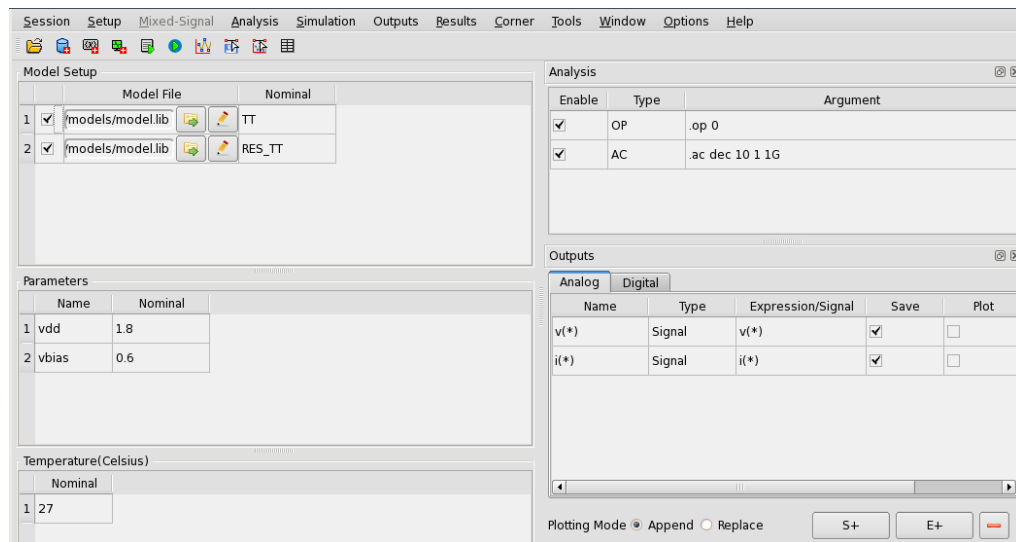 Session Setup Mixed-Signal Analysis Simulation Outputs Results Corner Tools Window Options Help
Model Setup
Model File Nominal
1 /models/model.lib TT
2 /models/model.lib RES_TT
Parameters
Name Nominal
1 vdd 1.8
2 vbias 0.6
Temperature(Celsius)
Nominal
1 27
Analysis
Enable Type Argument
OP .op 0
AC .ac dec 10 1 1G
Outputs
Analog Digital
Name Type Expression/Signal Save Plot
v(*) Signal v(*)
i(*) Signal i(*)
Plotting Mode Append Replace S+ E+